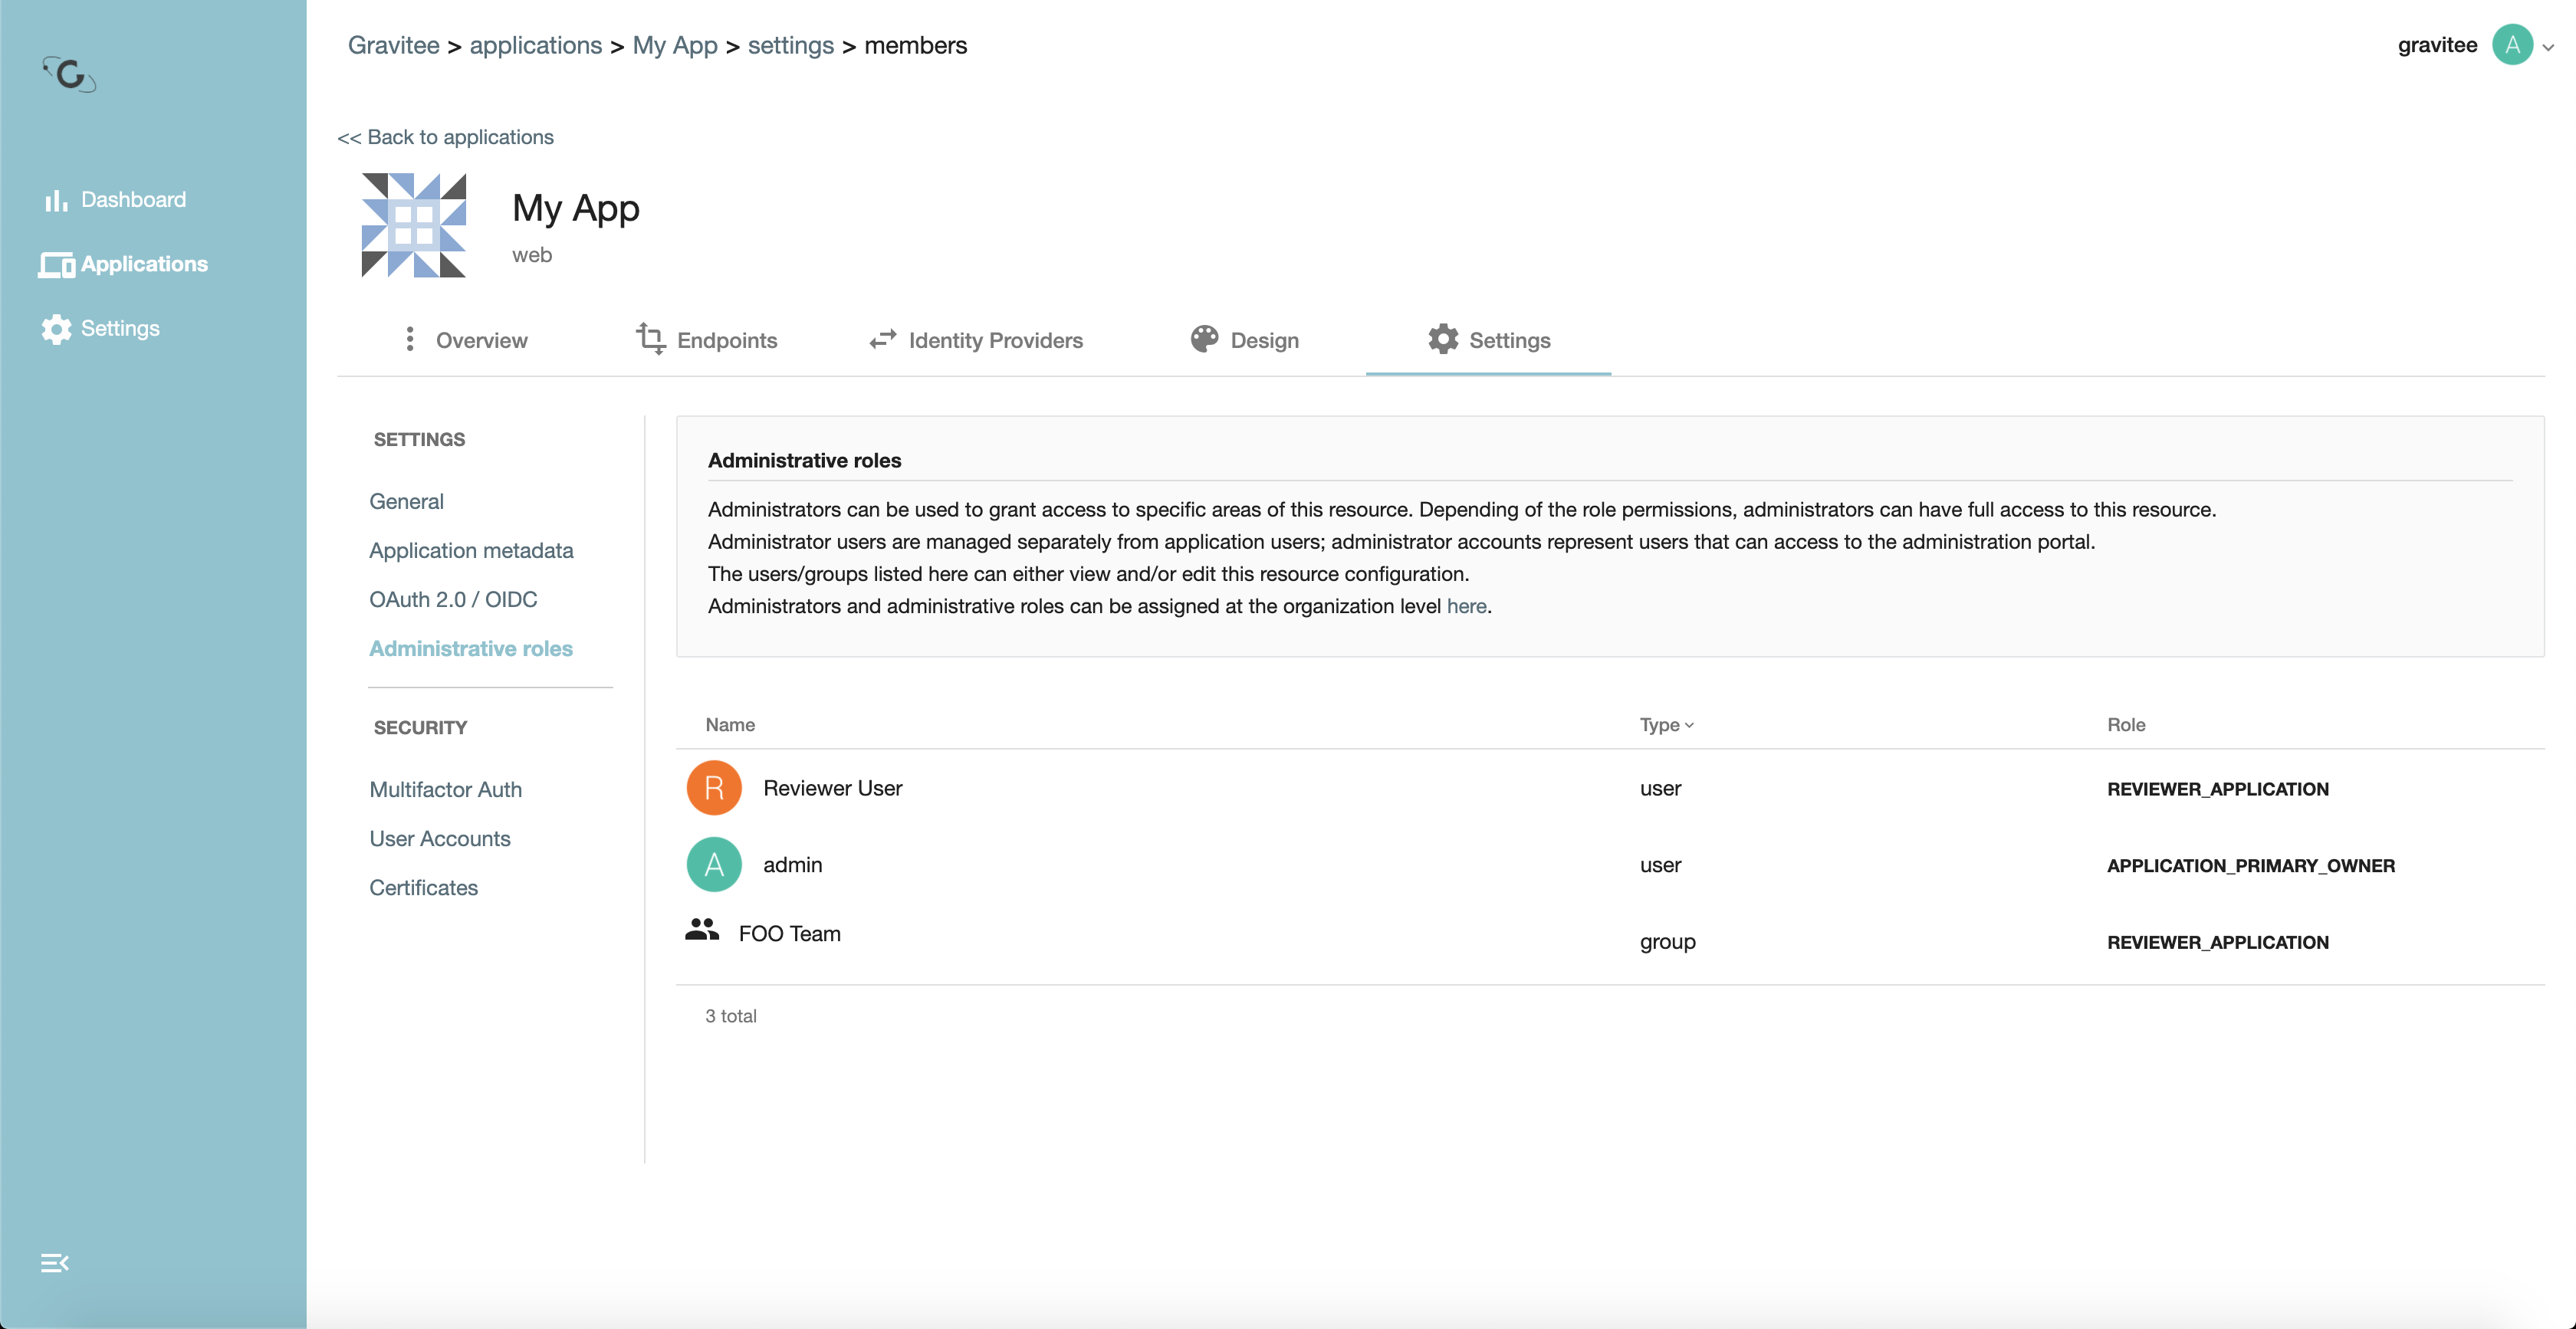 Gravitee > applications > My App > settings > members
gravitee A
<< Back to applications
My App
web
Dashboard
Applications
Settings
Overview
Endpoints
Identity Providers
Design
Settings
SETTINGS
General
Application metadata
OAuth 2.0 / OIDC
Administrative roles
SECURITY
Multifactor Auth
User Accounts
Certificates
Administrative roles
Administrators can be used to grant access to specific areas of this resource. Depending of the role permissions, administrators can have full access to this resource.
Administrator users are managed separately from application users; administrator accounts represent users that can access to the administration portal.
The users/groups listed here can either view and/or edit this resource configuration.
Administrators and administrative roles can be assigned at the organization level here.
Name Type Role
R Reviewer User user REVIEWER_APPLICATION
A admin user APPLICATION_PRIMARY_OWNER
FOO Team group REVIEWER_APPLICATION
3 total